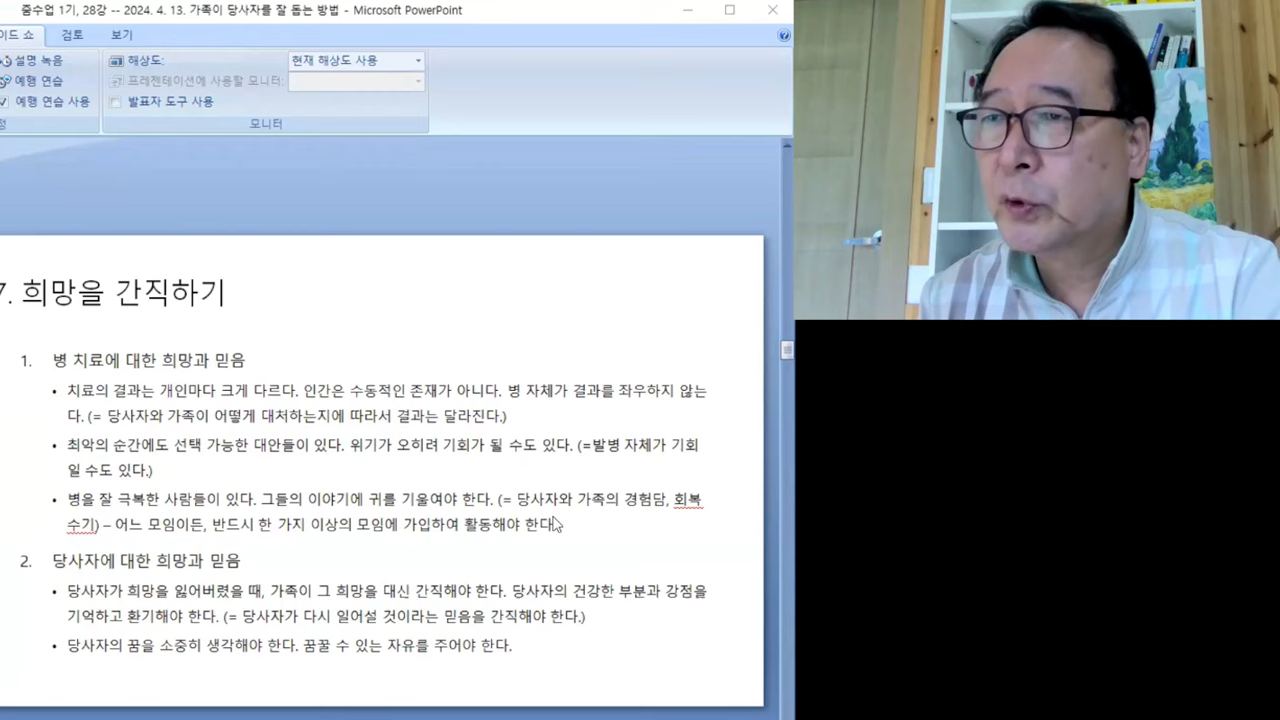 줌수업 1기, 28강 -- 2024. 4. 13. 가족이 당사자를 잘 돕는 방법 - Microsoft PowerPoint
이드 쇼 검토 보기
설명 녹음
예행 연습
예행 연습 사용
정
해상도: 현재 해상도 사용
프레젠테이션에 사용할 모니터:
발표자 도구 사용
모니터
7. 희망을 간직하기
1. 병 치료에 대한 희망과 믿음
• 치료의 결과는 개인마다 크게 다르다. 인간은 수동적인 존재가 아니다. 병 자체가 결과를 좌우하지 않는
다. (= 당사자와 가족이 어떻게 대처하는지에 따라서 결과는 달라진다.)
• 최악의 순간에도 선택 가능한 대안들이 있다. 위기가 오히려 기회가 될 수도 있다. (=발병 자체가 기회
일 수도 있다.)
• 병을 잘 극복한 사람들이 있다. 그들의 이야기에 귀를 기울여야 한다. (= 당사자와 가족의 경험담, 회복
수기) – 어느 모임이든, 반드시 한 가지 이상의 모임에 가입하여 활동해야 한다.
2. 당사자에 대한 희망과 믿음
• 당사자가 희망을 잃어버렸을 때, 가족이 그 희망을 대신 간직해야 한다. 당사자의 건강한 부분과 강점을
기억하고 환기해야 한다. (= 당사자가 다시 일어설 것이라는 믿음을 간직해야 한다.)
• 당사자의 꿈을 소중히 생각해야 한다. 꿈꿀 수 있는 자유를 주어야 한다.